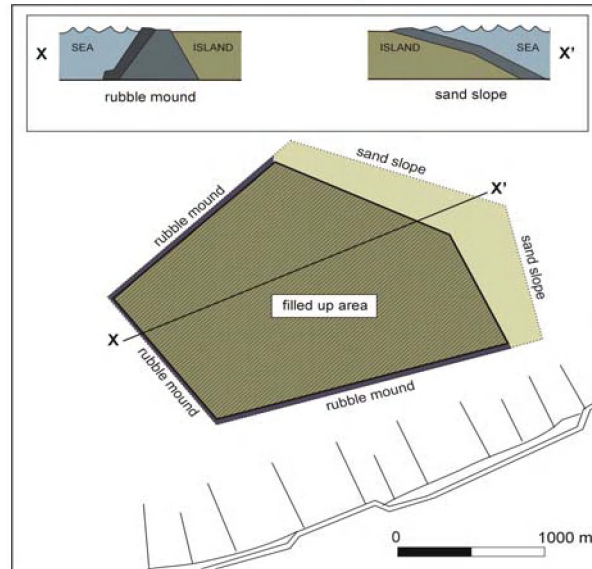 X
SEA
ISLAND
rubble mound
ISLAND
SEA
X'
sand slope
sand slope
X'
rubble mound
sand slope
filled up area
X
rubble mound
rubble mound
0
1000 m